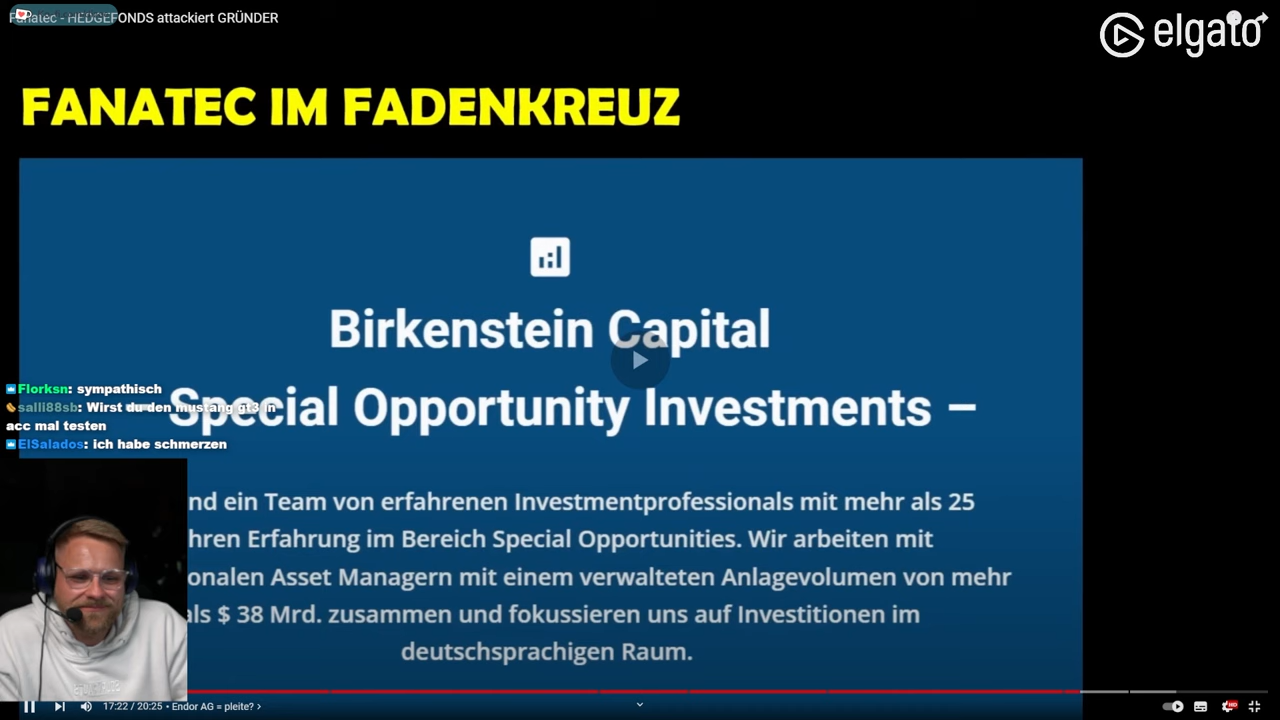 Fanatec - HEDGEFONDS attackiert GRÜNDER
elgato
FANATEC IM FADENKREUZ
Birkenstein Capital
– Special Opportunity Investments –
nd ein Team von erfahrenen Investmentprofessionals mit mehr als 25
hren Erfahrung im Bereich Special Opportunities. Wir arbeiten mit
onalen Asset Managern mit einem verwalteten Anlagevolumen von mehr
als $ 38 Mrd. zusammen und fokussieren uns auf Investitionen im
deutschsprachigen Raum.
Florksn: sympathisch
salli88sb: Wirst du den mustang gt3 in
acc mal testen
ElSalados: ich habe schmerzen
17:22 / 20:25 • Endor AG = pleite? >
HD